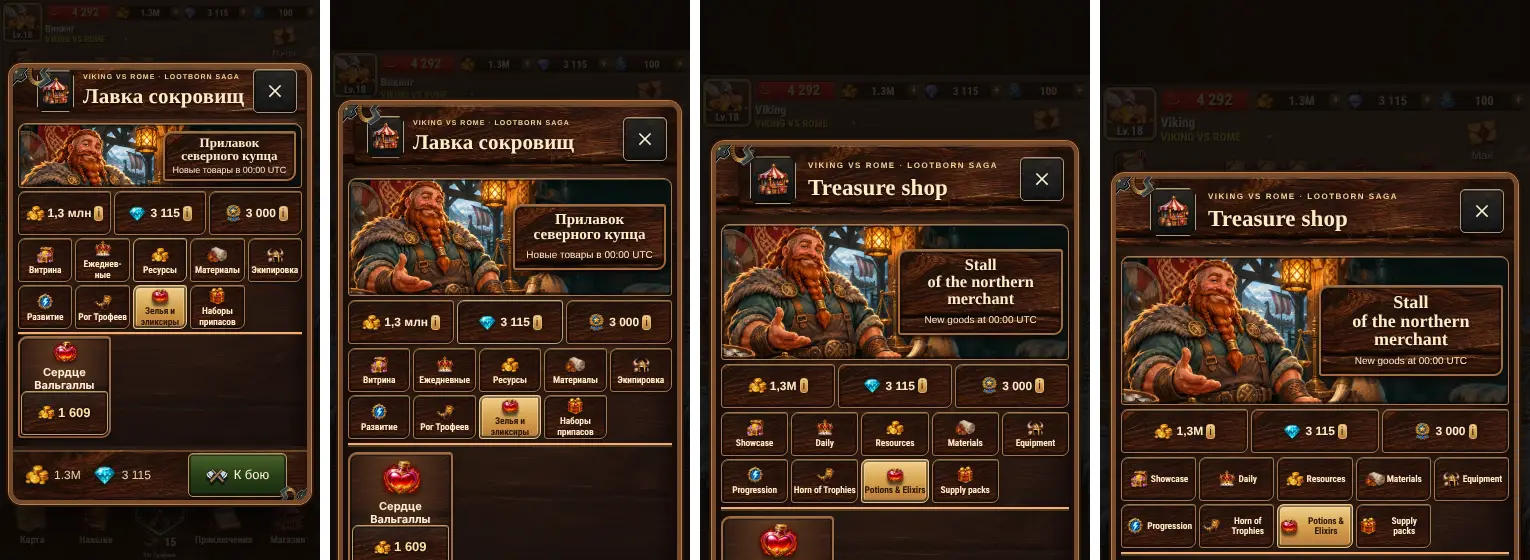 4 292
1.3M
3 115
100
Lv.18
Викинг
VIKING VS ROME
VIKING VS ROME · LOOTBORN SAGA
Лавка сокровищ
Прилавок
северного купца
Новые товары в 00:00 UTC
1,3 млн
3 115
3 000
Витрина
Ежеднев-
ные
Ресурсы
Материалы
Экипировка
Развитие
Рог Трофеев
Зелья и
эликсиры
Наборы
припасов
Сердце
Вальгаллы
1 609
1.3M
3 115
К бою
Карта
Навыки
15
Приключения
Магазин
4 292
1.3M
3 115
100
Lv.18
Викинг
VIKING VS ROME
VIKING VS ROME · LOOTBORN SAGA
Лавка сокровищ
Прилавок
северного купца
Новые товары в 00:00 UTC
1,3 млн
3 115
3 000
Витрина
Ежедневные
Ресурсы
Материалы
Экипировка
Развитие
Рог Трофеев
Зелья и
эликсиры
Наборы
припасов
Сердце
Вальгаллы
1 609
4 292
1.3M
3 115
100
Lv.18
Viking
VIKING VS ROME
VIKING VS ROME · LOOTBORN SAGA
Treasure shop
Stall
of the northern
merchant
New goods at 00:00 UTC
1,3M
3 115
3 000
Showcase
Daily
Resources
Materials
Equipment
Progression
Horn of Trophies
Potions & Elixirs
Supply packs
4 292
1.3M
3 115
100
Lv.18
Viking
VIKING VS ROME
VIKING VS ROME · LOOTBORN SAGA
Treasure shop
Stall
of the northern
merchant
New goods at 00:00 UTC
1,3M
3 115
3 000
Showcase
Daily
Resources
Materials
Equipment
Progression
Horn of
Trophies
Potions &
Elixirs
Supply
packs